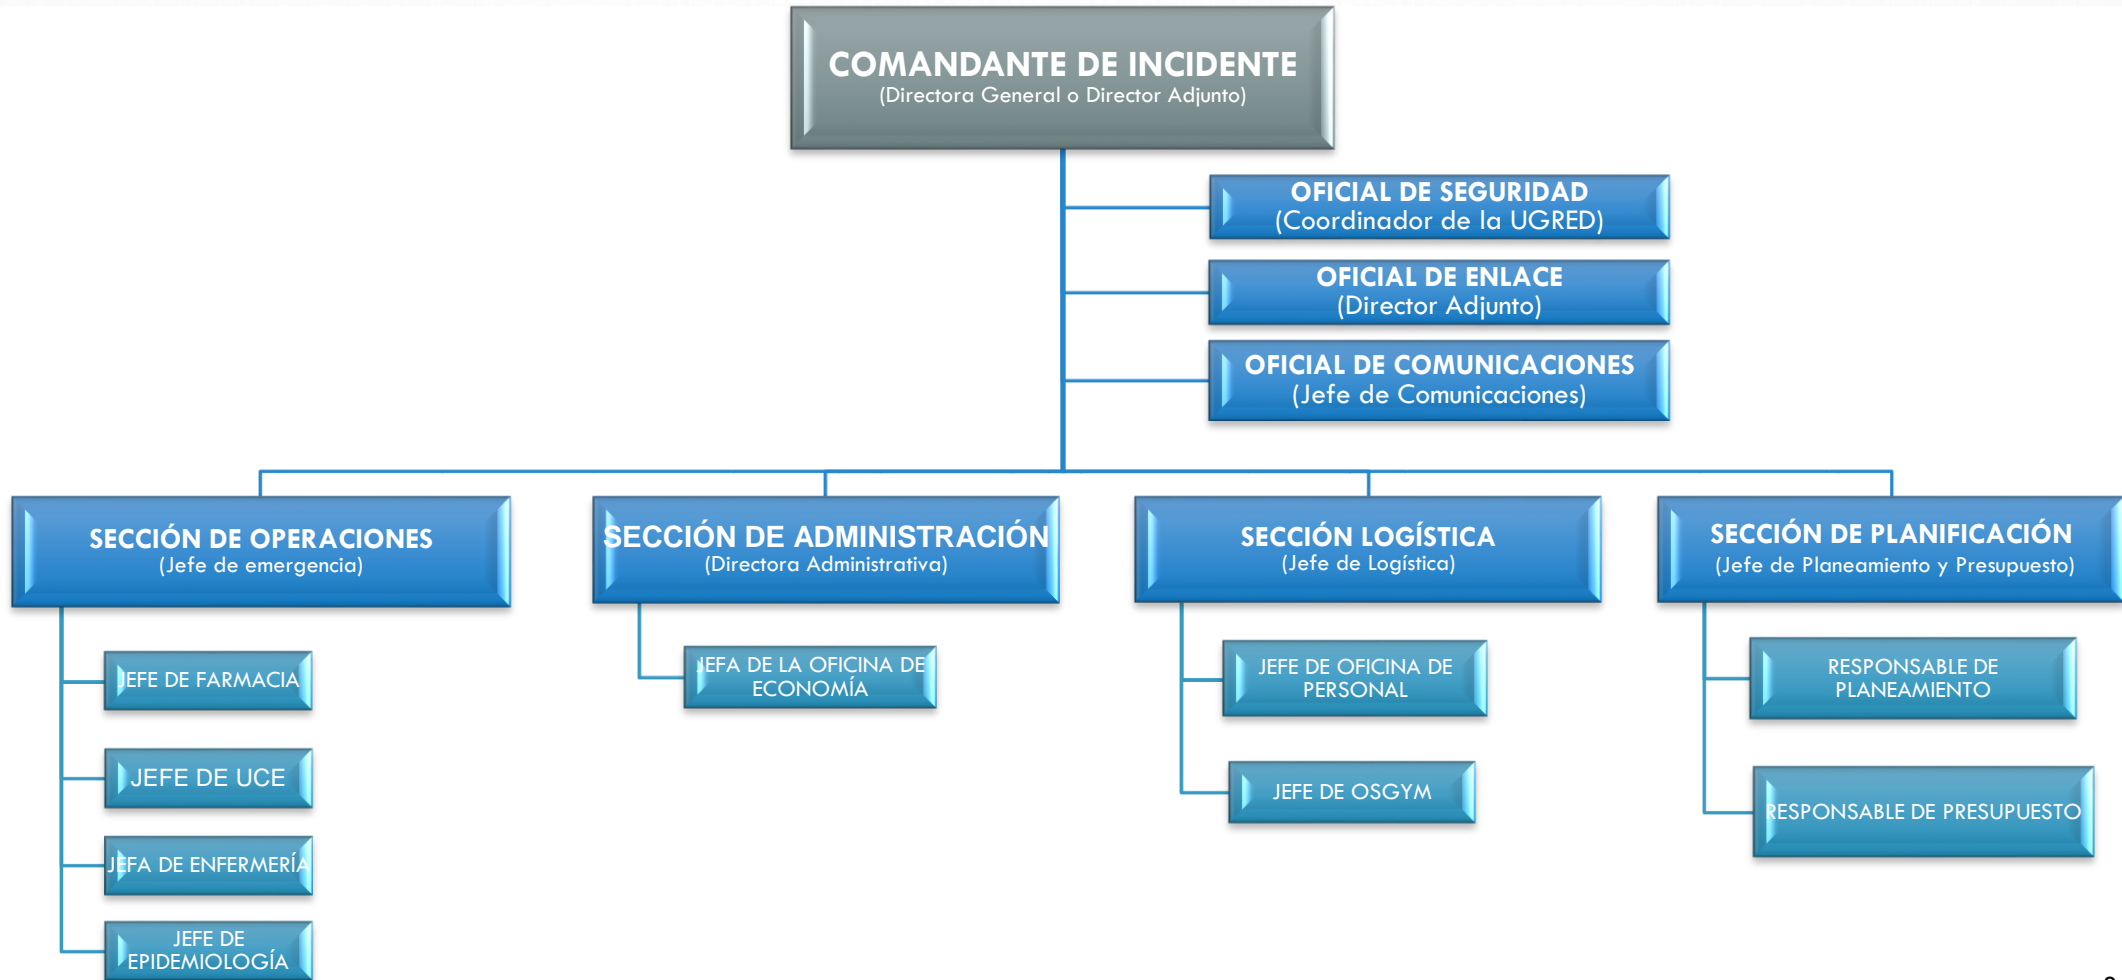 COMANDANTE DE INCIDENTE
(Directora General o Director Adjunto)
OFICIAL DE SEGURIDAD
(Coordinador de la UGRED)
OFICIAL DE ENLACE
(Director Adjunto)
OFICIAL DE COMUNICACIONES
(Jefe de Comunicaciones)
SECCIÓN DE OPERACIONES
(Jefe de emergencia)
SECCIÓN DE ADMINISTRACIÓN
(Directora Administrativa)
SECCIÓN LOGÍSTICA
(Jefe de Logística)
SECCIÓN DE PLANIFICACIÓN
(Jefe de Planeamiento y Presupuesto)
JEFE DE FARMACIA
JEFE DE UCE
JEFA DE ENFERMERÍA
JEFE DE
EPIDEMIOLOGÍA
JEFA DE LA OFICINA DE
ECONOMÍA
JEFE DE OFICINA DE
PERSONAL
JEFE DE OSGYM
RESPONSABLE DE
PLANEAMIENTO
RESPONSABLE DE PRESUPUESTO